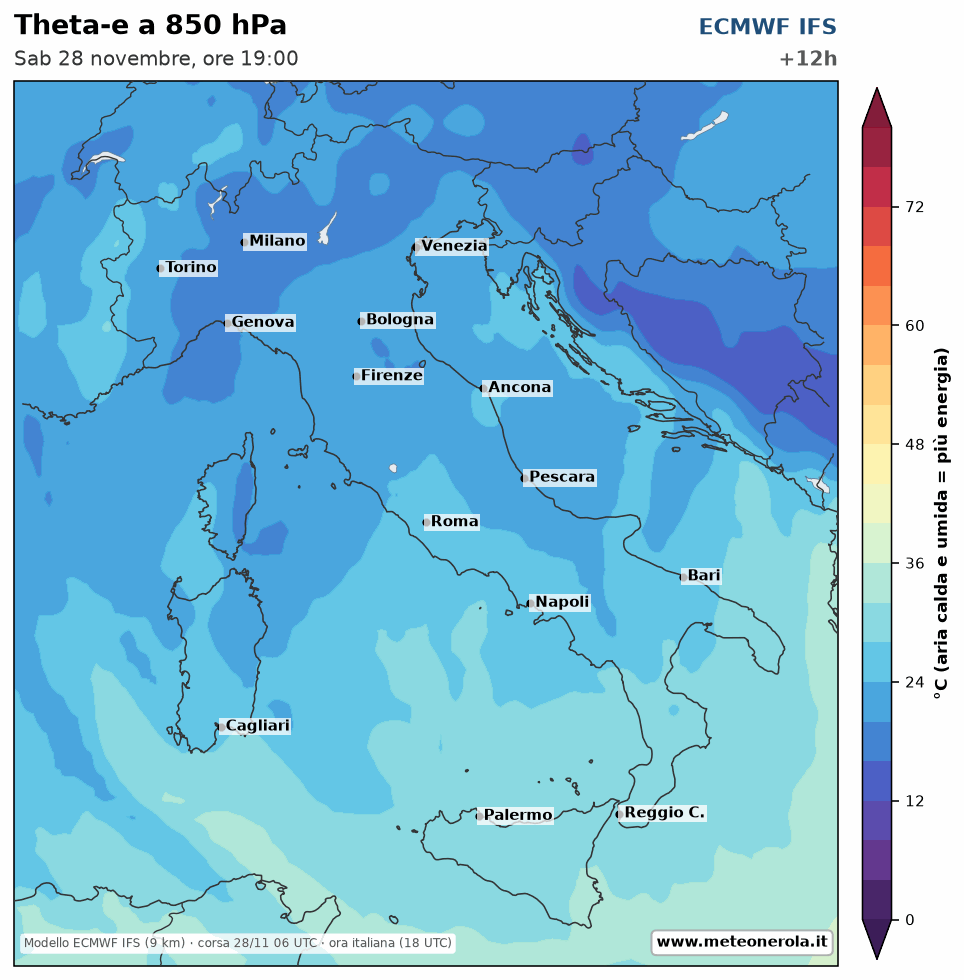 Theta-e a 850 hPa
ECMWF IFS
Sab 28 novembre, ore 19:00
+12h
Milano
Venezia
Torino
Genova
Bologna
Firenze
Ancona
Pescara
Roma
Bari
Napoli
Cagliari
Palermo
Reggio C.
72
60
48
36
24
12
0
°C (aria calda e umida = più energia)
Modello ECMWF IFS (9 km) · corsa 28/11 06 UTC · ora italiana (18 UTC)
www.meteonerola.it